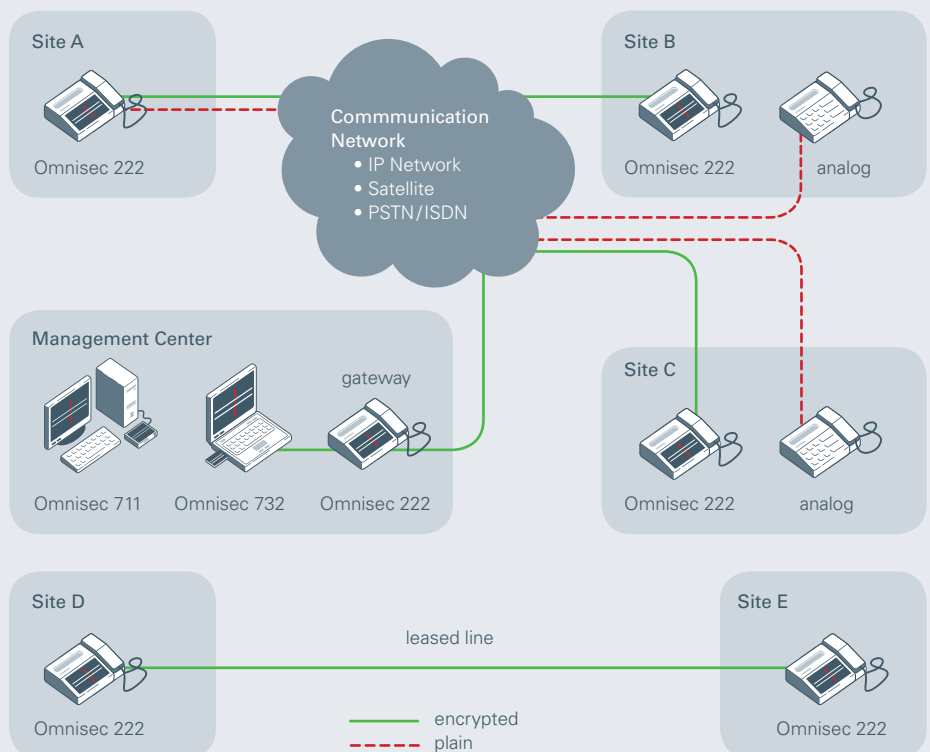 Site A
Omnisec 222
Commmunication
Network
• IP Network
• Satellite
• PSTN/ISDN
Site B
Omnisec 222
analog
Management Center
gateway
Omnisec 711
Omnisec 732
Omnisec 222
Site C
Omnisec 222
analog
Site D
Omnisec 222
leased line
Site E
Omnisec 222
encrypted
plain